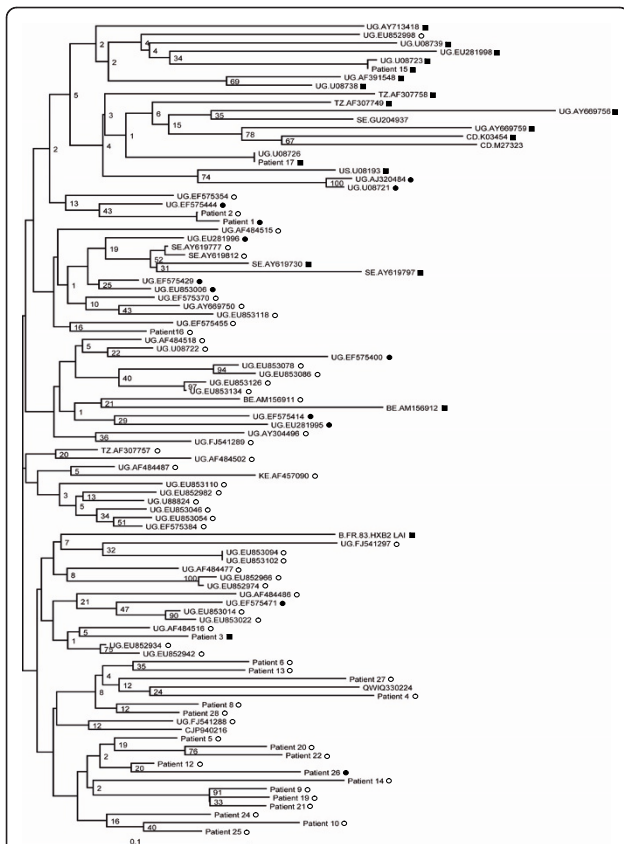 UG.AY713418
UG.EU852998
2
4
UG.U08739
4
UG.EU281998
2
34
UG.U08723
Patient 15
UG.AF391548
69
UG.U08738
5
TZ.AF307758
3
TZ.AF307749
6
UG.AY669756
35
SE.GU204937
15
UG.AY669759
1
78
CD.K03454
67
CD.M27323
4
2
UG.U08726
Patient 17
US.U08193
74
UG.AJ320484
100
UG.U08721
UG.EF575354
13
UG.EF575444
43
Patient 2
Patient 1
UG.AF484515
UG.EU281996
19
SE.AY619777
SE.AY619812
52
SE.AY619730
31
SE.AY619797
1
UG.EF575429
25
UG.EU853006
UG.EF575370
10
UG.AY669750
43
UG.EU853118
UG.EF575455
16
Patient16
UG.AF484518
5
UG.U08722
22
UG.EF575400
UG.EU853078
94
UG.EU853086
40
UG.EU853126
97
UG.EU853134
BE.AM156911
21
BE.AM156912
1
UG.EF575414
29
UG.EU281995
UG.AY304496
36
UG.FJ541289
TZ.AF307757
20
UG.AF484502
UG.AF484487
5
KE.AF457090
UG.EU853110
3
UG.EU852982
13
UG.U88824
5
UG.EU853046
34
UG.EU853054
51
UG.EF575384
B.FR.83.HXB2 LAI
7
UG.FJ541297
32
UG.EU853094
UG.EU853102
UG.AF484477
8
UG.EU852966
100
UG.EU852974
UG.AF484486
21
UG.EF575471
47
UG.EU853014
90
UG.EU853022
UG.AF484516
5
Patient 3
1
UG.EU852934
75
UG.EU852942
Patient 6
35
Patient 13
4
Patient 27
12
QWIQ330224
24
Patient 4
8
Patient 8
12
Patient 28
UG.FJ541288
12
CJP940216
Patient 5
19
Patient 20
76
Patient 22
2
Patient 12
20
Patient 26
Patient 14
2
Patient 9
91
Patient 19
33
Patient 21
Patient 24
16
Patient 10
40
Patient 25
0.1